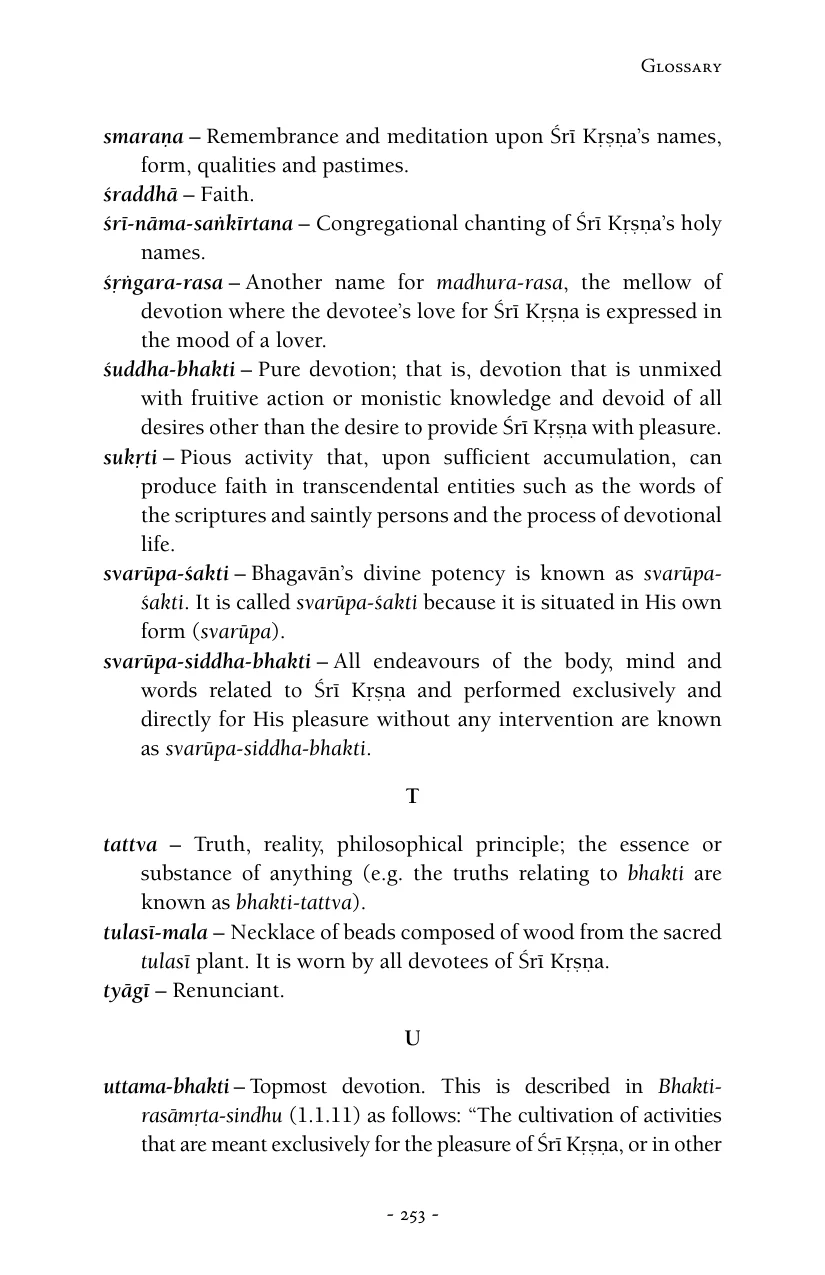 Glossary
smaraṇa – Remembrance and meditation upon Śrī Kṛṣṇa’s names,
form, qualities and pastimes.
śraddhā – Faith.
śrī-nāma-saṅkīrtana – Congregational chanting of Śrī Kṛṣṇa’s holy
names.
śṛṅgara-rasa – Another name for madhura-rasa, the mellow of
devotion where the devotee’s love for Śrī Kṛṣṇa is expressed in
the mood of a lover.
śuddha-bhakti – Pure devotion; that is, devotion that is unmixed
with fruitive action or monistic knowledge and devoid of all
desires other than the desire to provide Śrī Kṛṣṇa with pleasure.
sukṛti – Pious activity that, upon sufficient accumulation, can
produce faith in transcendental entities such as the words of
the scriptures and saintly persons and the process of devotional
life.
svarūpa-śakti – Bhagavān’s divine potency is known as svarūpa-
śakti. It is called svarūpa-śakti because it is situated in His own
form (svarūpa).
svarūpa-siddha-bhakti – All endeavours of the body, mind and
words related to Śrī Kṛṣṇa and performed exclusively and
directly for His pleasure without any intervention are known
as svarūpa-siddha-bhakti.
T
tattva – Truth, reality, philosophical principle; the essence or
substance of anything (e.g. the truths relating to bhakti are
known as bhakti-tattva).
tulasī-mala – Necklace of beads composed of wood from the sacred
tulasī plant. It is worn by all devotees of Śrī Kṛṣṇa.
tyāgī – Renunciant.
U
uttama-bhakti – Topmost devotion. This is described in Bhakti-
rasāmṛta-sindhu (1.1.11) as follows: “The cultivation of activities
that are meant exclusively for the pleasure of Śrī Kṛṣṇa, or in other
- 253 -